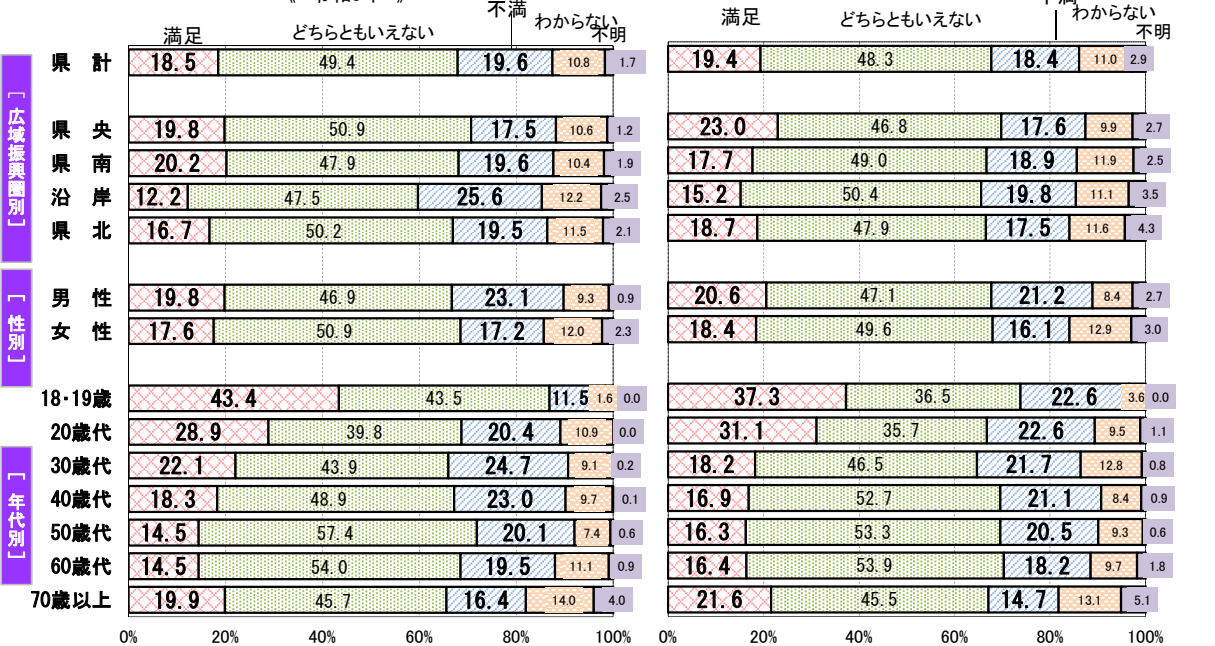 不満
わからない
満足
どちらともいえない
不明
満足
どちらともいえない
わからない
不明
[広域振興圏別]
[性別]
[年代別]
県 計 18.5 49.4 19.6 10.8 1.7 19.4 48.3 18.4 11.0 2.9
県 央 19.8 50.9 17.5 10.6 1.2 23.0 46.8 17.6 9.9 2.7
県 南 20.2 47.9 19.6 10.4 1.9 17.7 49.0 18.9 11.9 2.5
沿 岸 12.2 47.5 25.6 12.2 2.5 15.2 50.4 19.8 11.1 3.5
県 北 16.7 50.2 19.5 11.5 2.1 18.7 47.9 17.5 11.6 4.3
男 性 19.8 46.9 23.1 9.3 0.9 20.6 47.1 21.2 8.4 2.7
女 性 17.6 50.9 17.2 12.0 2.3 18.4 49.6 16.1 12.9 3.0
18・19歳 43.4 43.5 11.5 1.6 0.0 37.3 36.5 22.6 3.6 0.0
20歳代 28.9 39.8 20.4 10.9 0.0 31.1 35.7 22.6 9.5 1.1
30歳代 22.1 43.9 24.7 9.1 0.2 18.2 46.5 21.7 12.8 0.8
40歳代 18.3 48.9 23.0 9.7 0.1 16.9 52.7 21.1 8.4 0.9
50歳代 14.5 57.4 20.1 7.4 0.6 16.3 53.3 20.5 9.3 0.6
60歳代 14.5 54.0 19.5 11.1 0.9 16.4 53.9 18.2 9.7 1.8
70歳以上 19.9 45.7 16.4 14.0 4.0 21.6 45.5 14.7 13.1 5.1
0% 20% 40% 60% 80% 100% 0% 20% 40% 60% 80% 100%